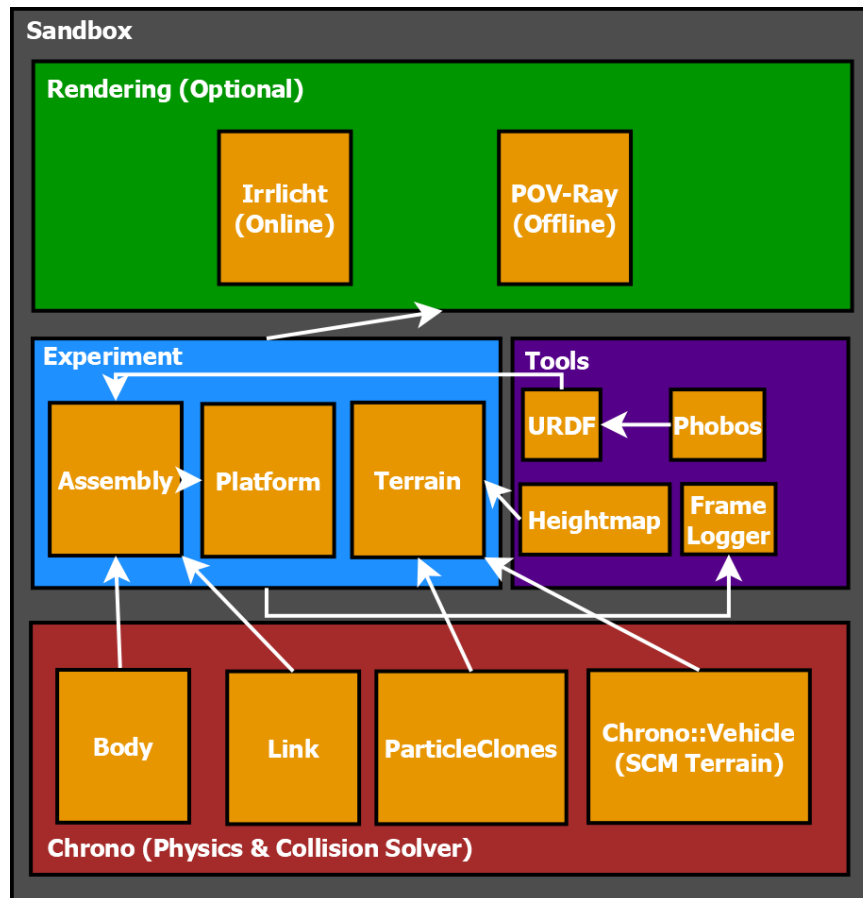 Sandbox
Rendering (Optional)
Irrlicht
(Online)
POV-Ray
(Offline)
Experiment
Assembly
Platform
Terrain
Tools
URDF
Phobos
Heightmap
Frame
Logger
Body
Link
ParticleClones
Chrono::Vehicle
(SCM Terrain)
Chrono (Physics & Collision Solver)